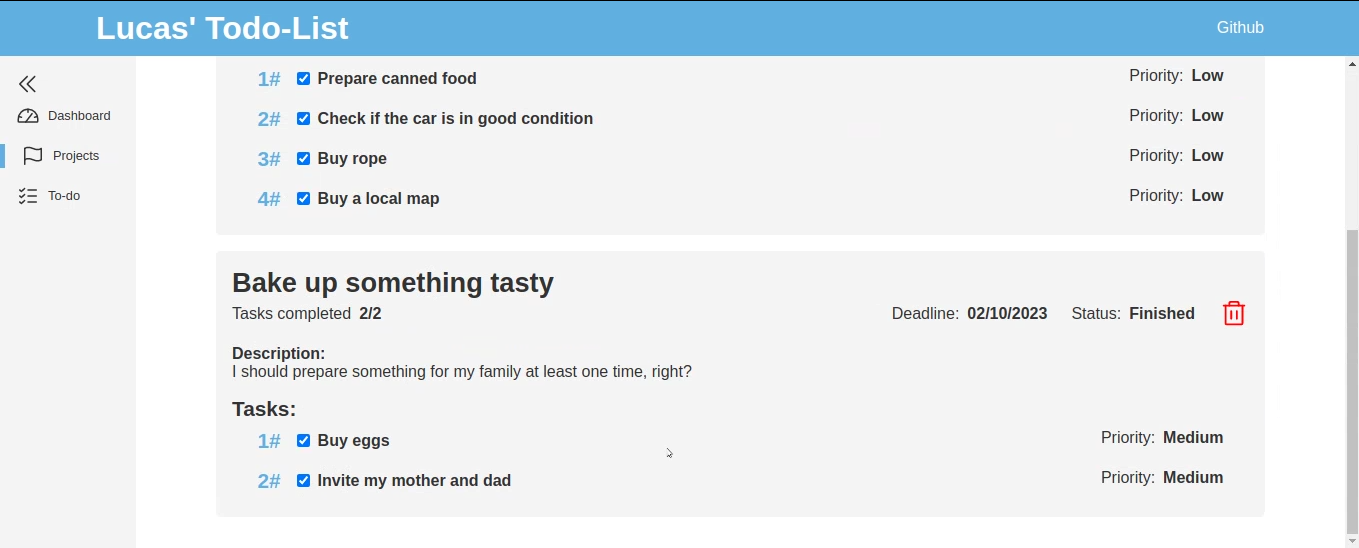 Lucas' Todo-List
Github
Dashboard
Projects
To-do
1# Prepare canned food Priority: Low
2# Check if the car is in good condition Priority: Low
3# Buy rope Priority: Low
4# Buy a local map Priority: Low
Bake up something tasty
Tasks completed 2/2 Deadline: 02/10/2023 Status: Finished
Description:
I should prepare something for my family at least one time, right?
Tasks:
1# Buy eggs Priority: Medium
2# Invite my mother and dad Priority: Medium